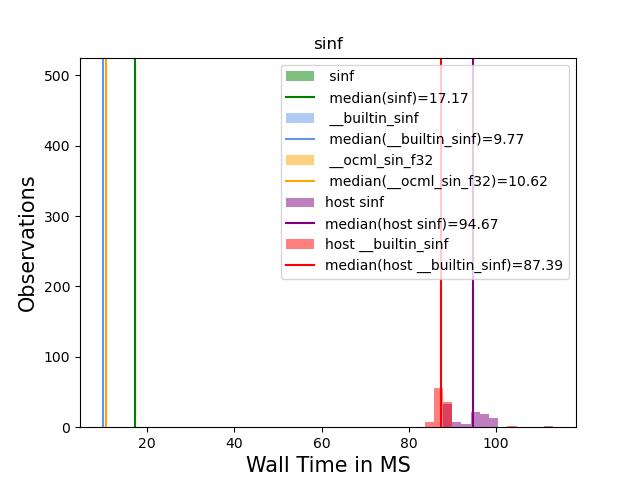 sinf
500
400
300
200
100
0
Observations
sinf
median(sinf)=17.17
__builtin_sinf
median(__builtin_sinf)=9.77
__ocml_sin_f32
median(__ocml_sin_f32)=10.62
host sinf
median(host sinf)=94.67
host __builtin_sinf
median(host __builtin_sinf)=87.39
20 40 60 80 100
Wall Time in MS